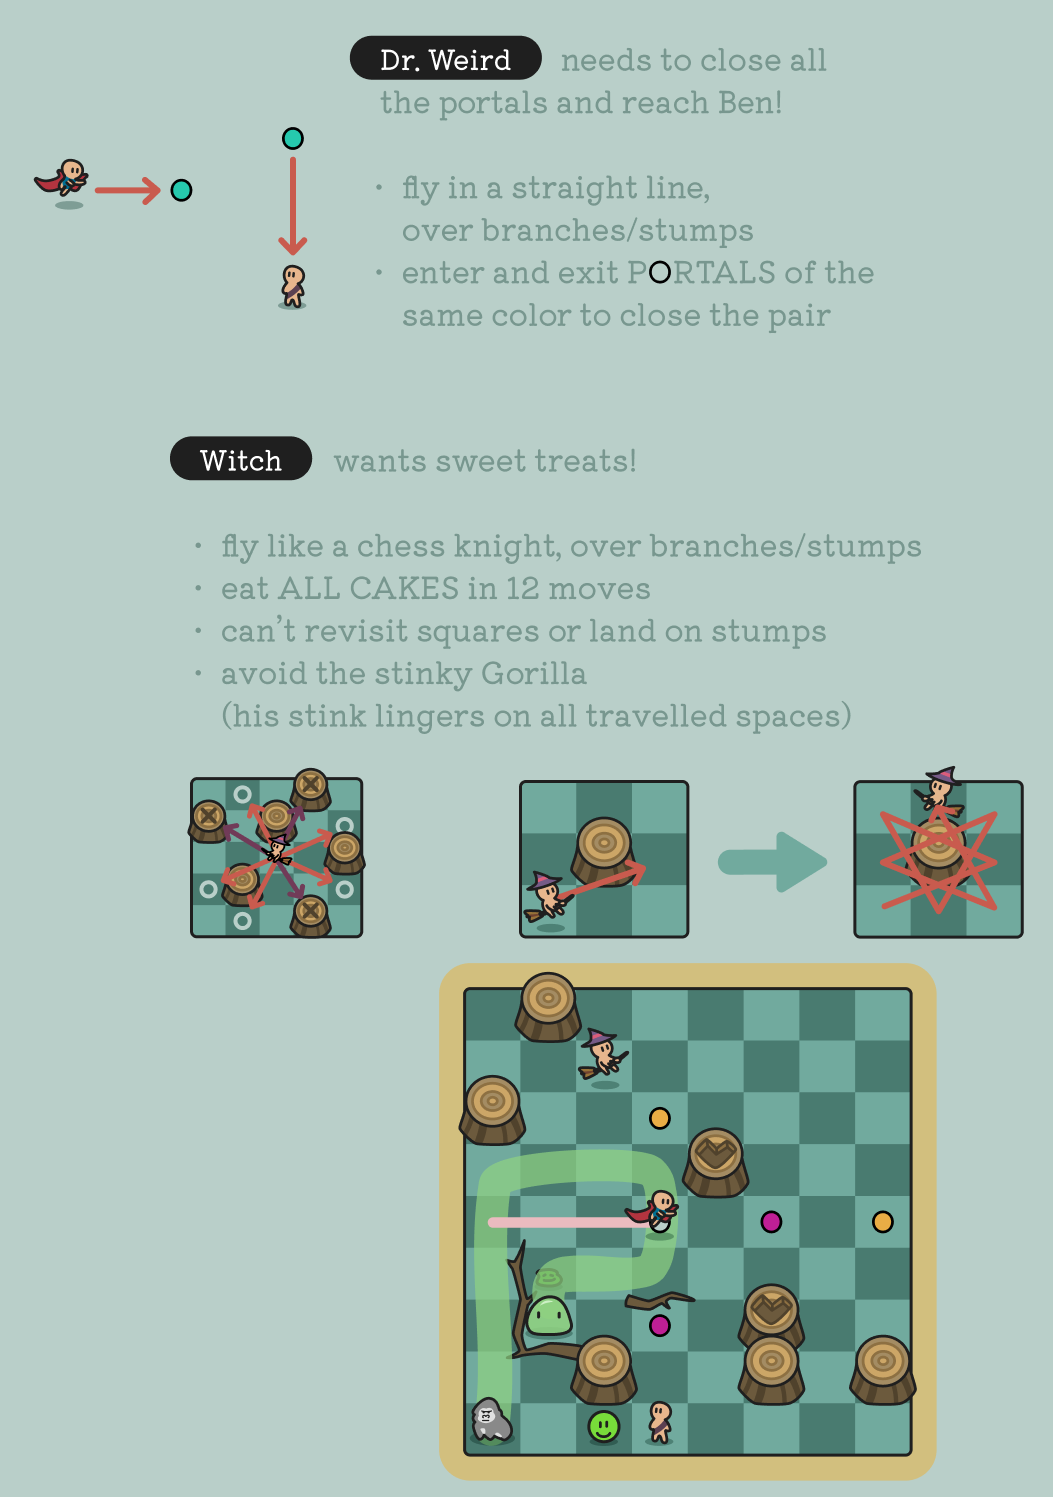 Dr. Weird needs to close all
the portals and reach Ben!
• fly in a straight line,
over branches/stumps
• enter and exit PORTALS of the
same color to close the pair
Witch wants sweet treats!
• fly like a chess knight, over branches/stumps
• eat ALL CAKES in 12 moves
• can't revisit squares or land on stumps
• avoid the stinky Gorilla
(his stink lingers on all travelled spaces)